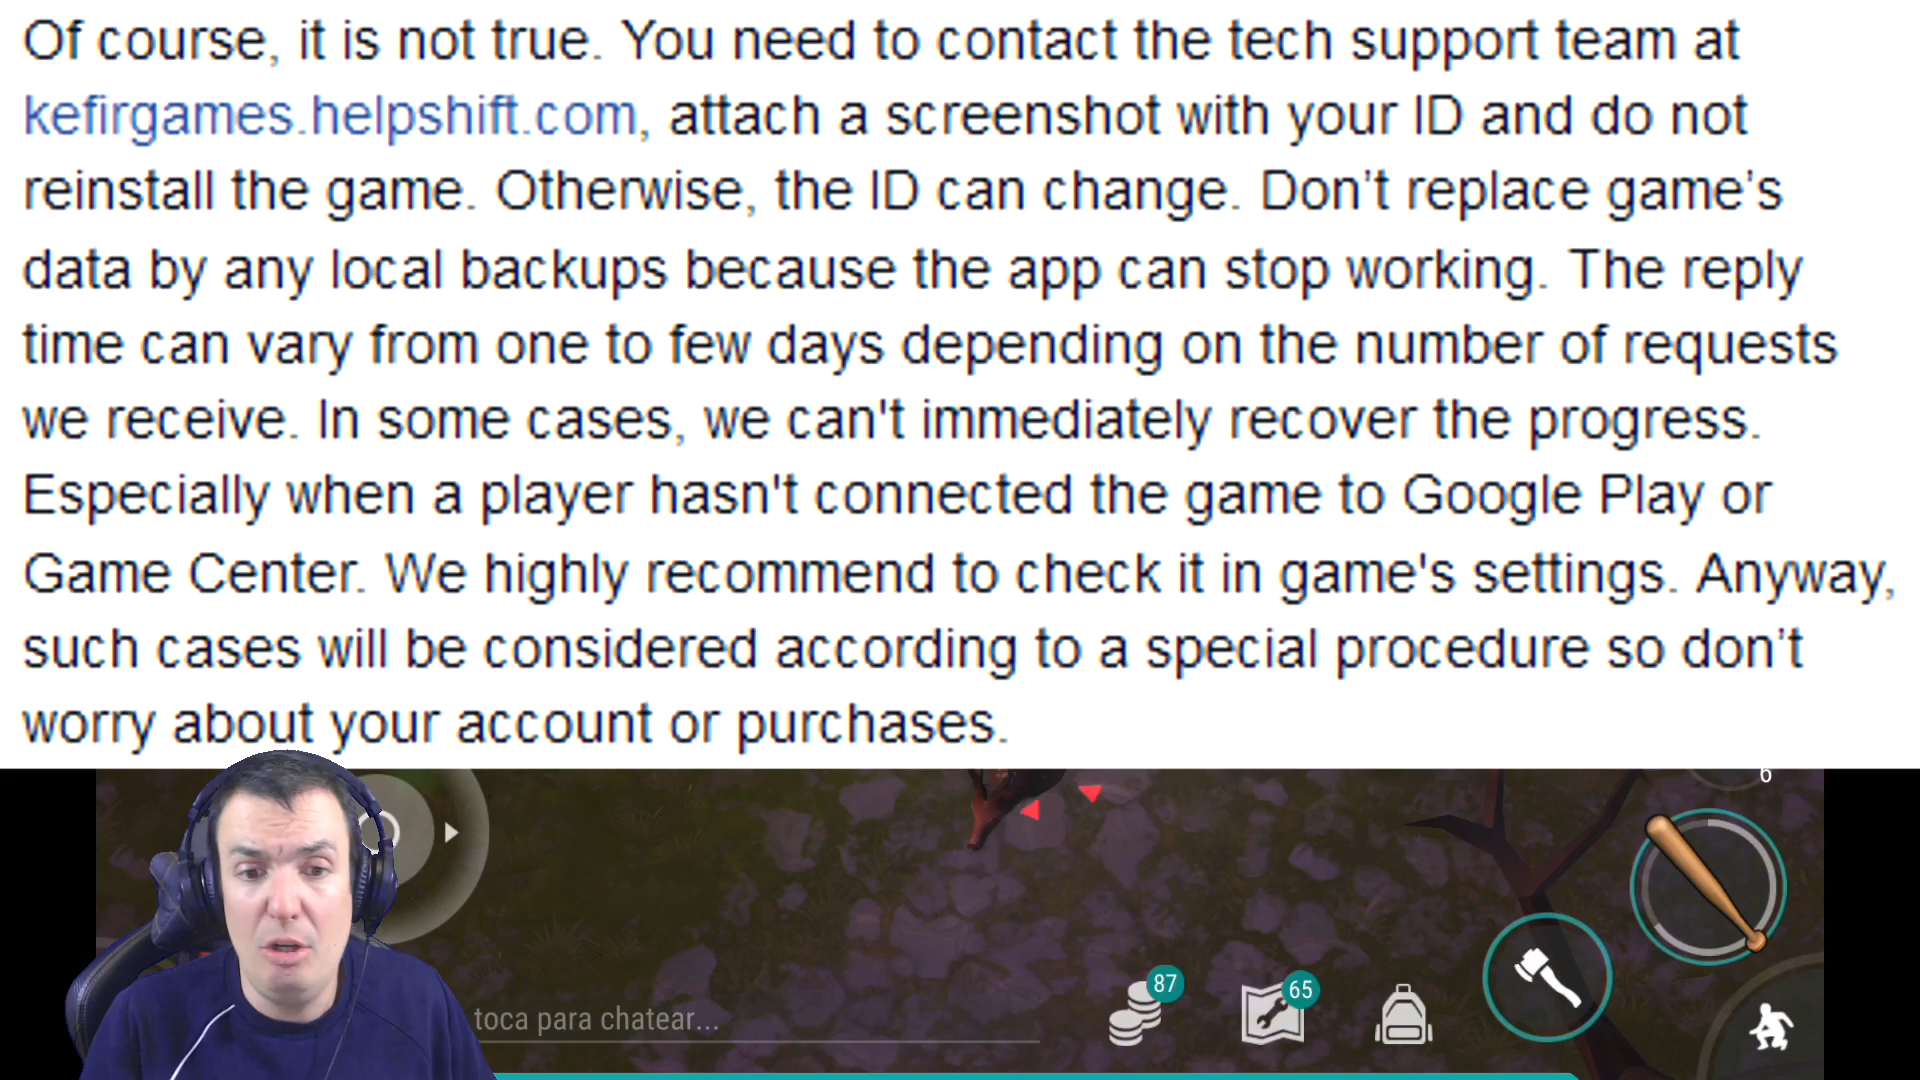 Of course, it is not true. You need to contact the tech support team at
kefirgames.helpshift.com, attach a screenshot with your ID and do not
reinstall the game. Otherwise, the ID can change. Don’t replace game’s
data by any local backups because the app can stop working. The reply
time can vary from one to few days depending on the number of requests
we receive. In some cases, we can't immediately recover the progress.
Especially when a player hasn't connected the game to Google Play or
Game Center. We highly recommend to check it in game's settings. Anyway,
such cases will be considered according to a special procedure so don’t
worry about your account or purchases.
6
87
65
toca para chatear...